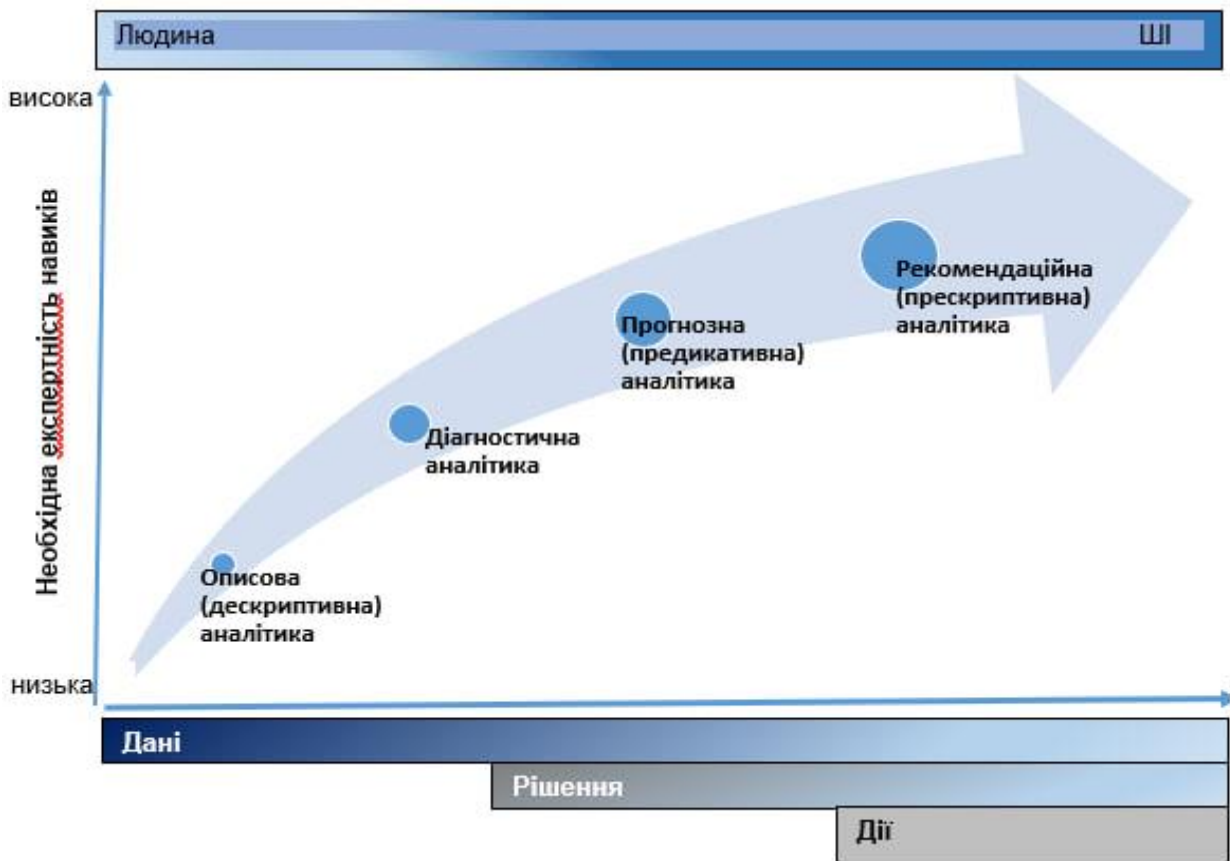 Людина ШІ
висока
Необхідна експертність навиків
Рекомендаційна
(прескриптивна)
аналітика
Прогнозна
(предикативна)
аналітика
Діагностична
аналітика
Описова
(дескриптивна)
аналітика
низька
Дані
Рішення
Дії